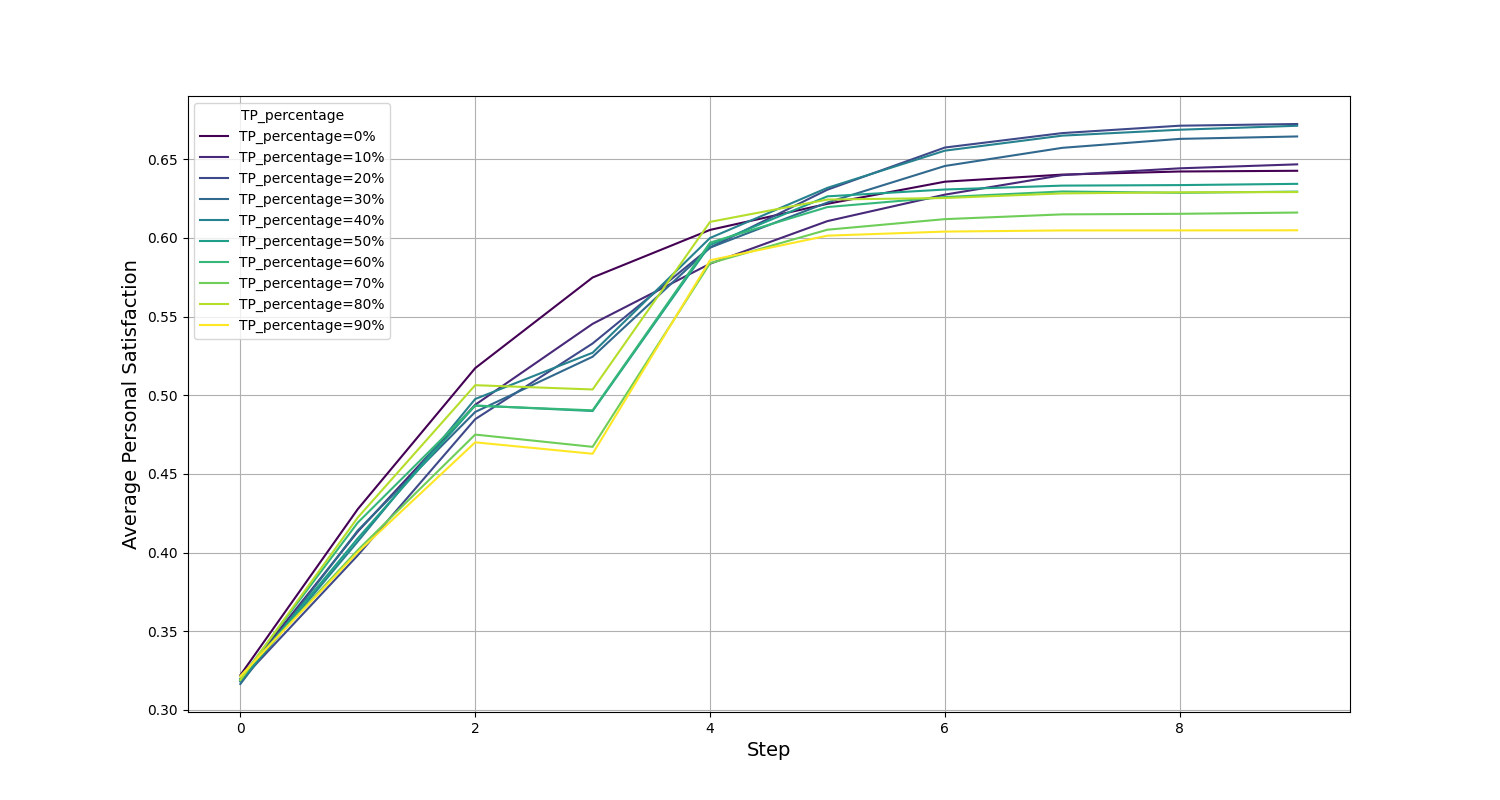 TP_percentage
TP_percentage=0%
TP_percentage=10%
TP_percentage=20%
TP_percentage=30%
TP_percentage=40%
TP_percentage=50%
TP_percentage=60%
TP_percentage=70%
TP_percentage=80%
TP_percentage=90%
Average Personal Satisfaction
0.65
0.60
0.55
0.50
0.45
0.40
0.35
0.30
0 2 4 6 8
Step